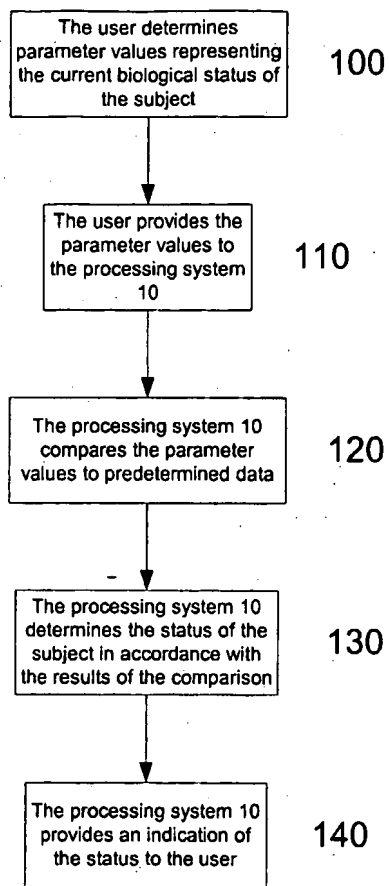 The user determines
parameter values representing
the current biological status of
the subject
100
The user provides the
parameter values to
the processing system
10
110
The processing system 10
compares the parameter
values to predetermined data
120
The processing system 10
determines the status of the
subject in accordance with
the results of the comparison
130
The processing system 10
provides an indication of
the status to the user
140